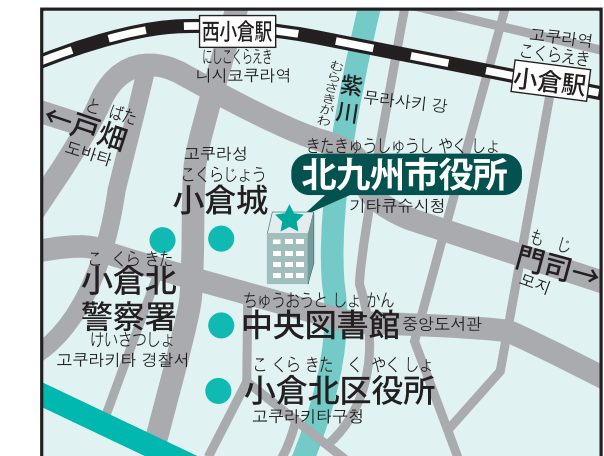 西小倉駅
にしこくらえき
니시코쿠라역
고쿠라역
こくらえき
小倉駅
むらさきがわ
紫川
무라사키 강
と ばた
←戸畑
도바타
고쿠라성
こくらじょう
小倉城
きたきゅうしゅうし やく しょ
北九州市役所
기타큐슈시청
も じ
門司→
모지
こ くら きた
小倉北
警察署
けいさつしょ
고쿠라키타 경찰서
ちゅうおうと しょ かん
中央図書館
중앙도서관
こ くら きた く やく しょ
小倉北区役所
고쿠라키타구청